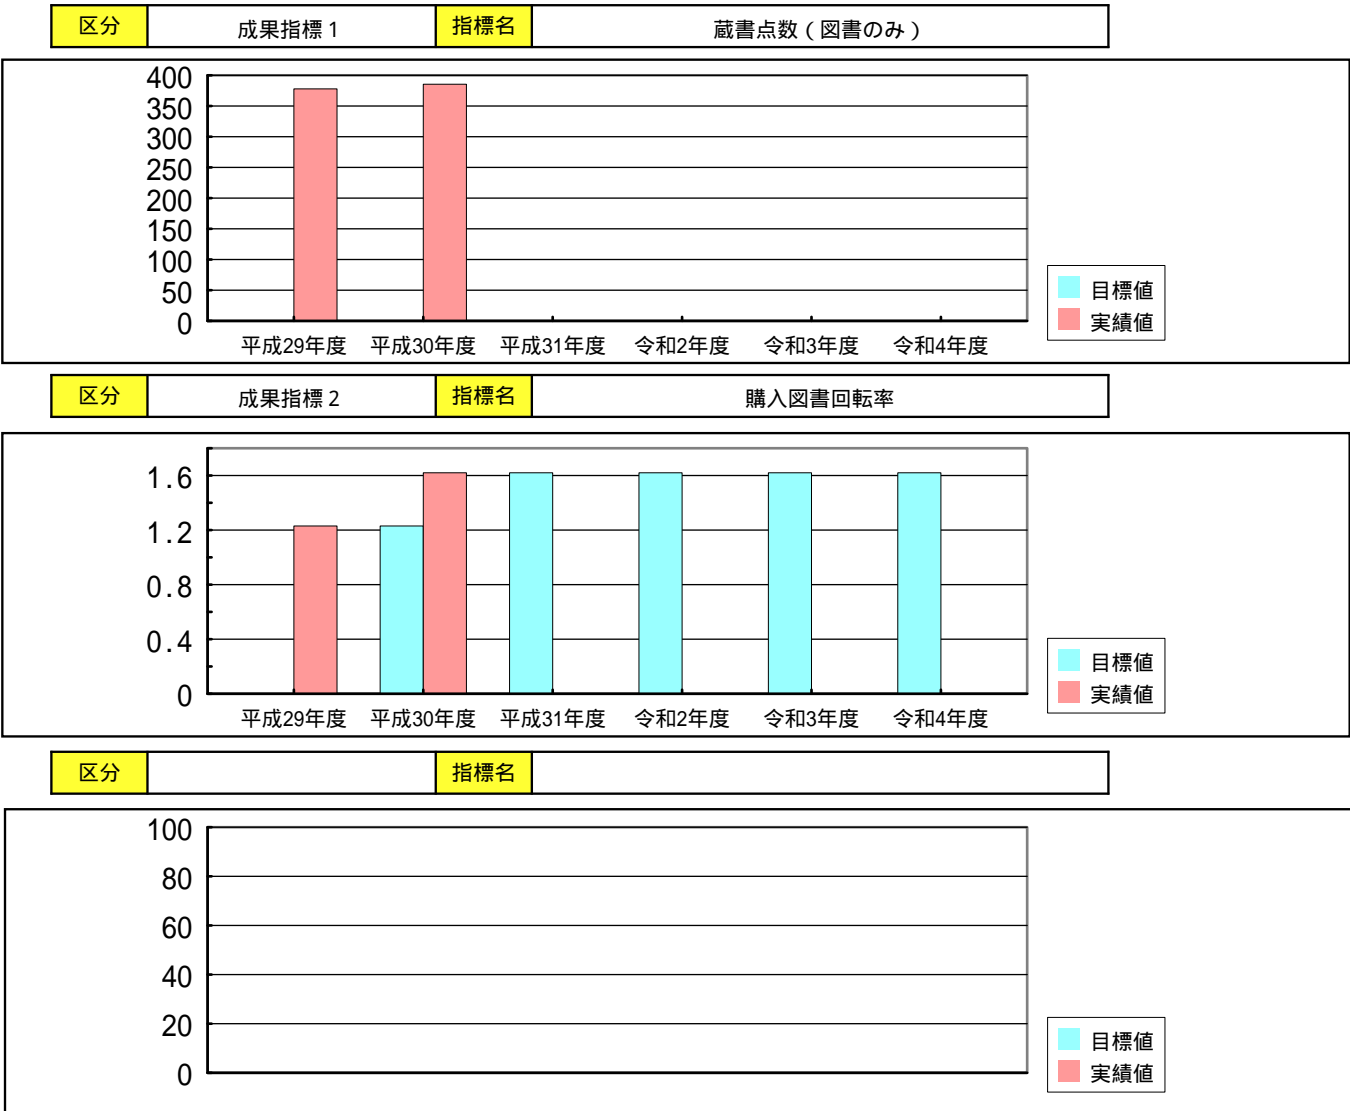 区分 成果指標1 指標名 蔵書点数(図書のみ)
400
350
300
250
200
150
100
50
0
平成29年度 平成30年度 平成31年度 令和2年度 令和3年度 令和4年度
目標値
実績値
区分 成果指標2 指標名 購入図書回転率
1.6
1.2
0.8
0.4
0
平成29年度 平成30年度 平成31年度 令和2年度 令和3年度 令和4年度
目標値
実績値
区分 指標名
100
80
60
40
20
0
目標値
実績値